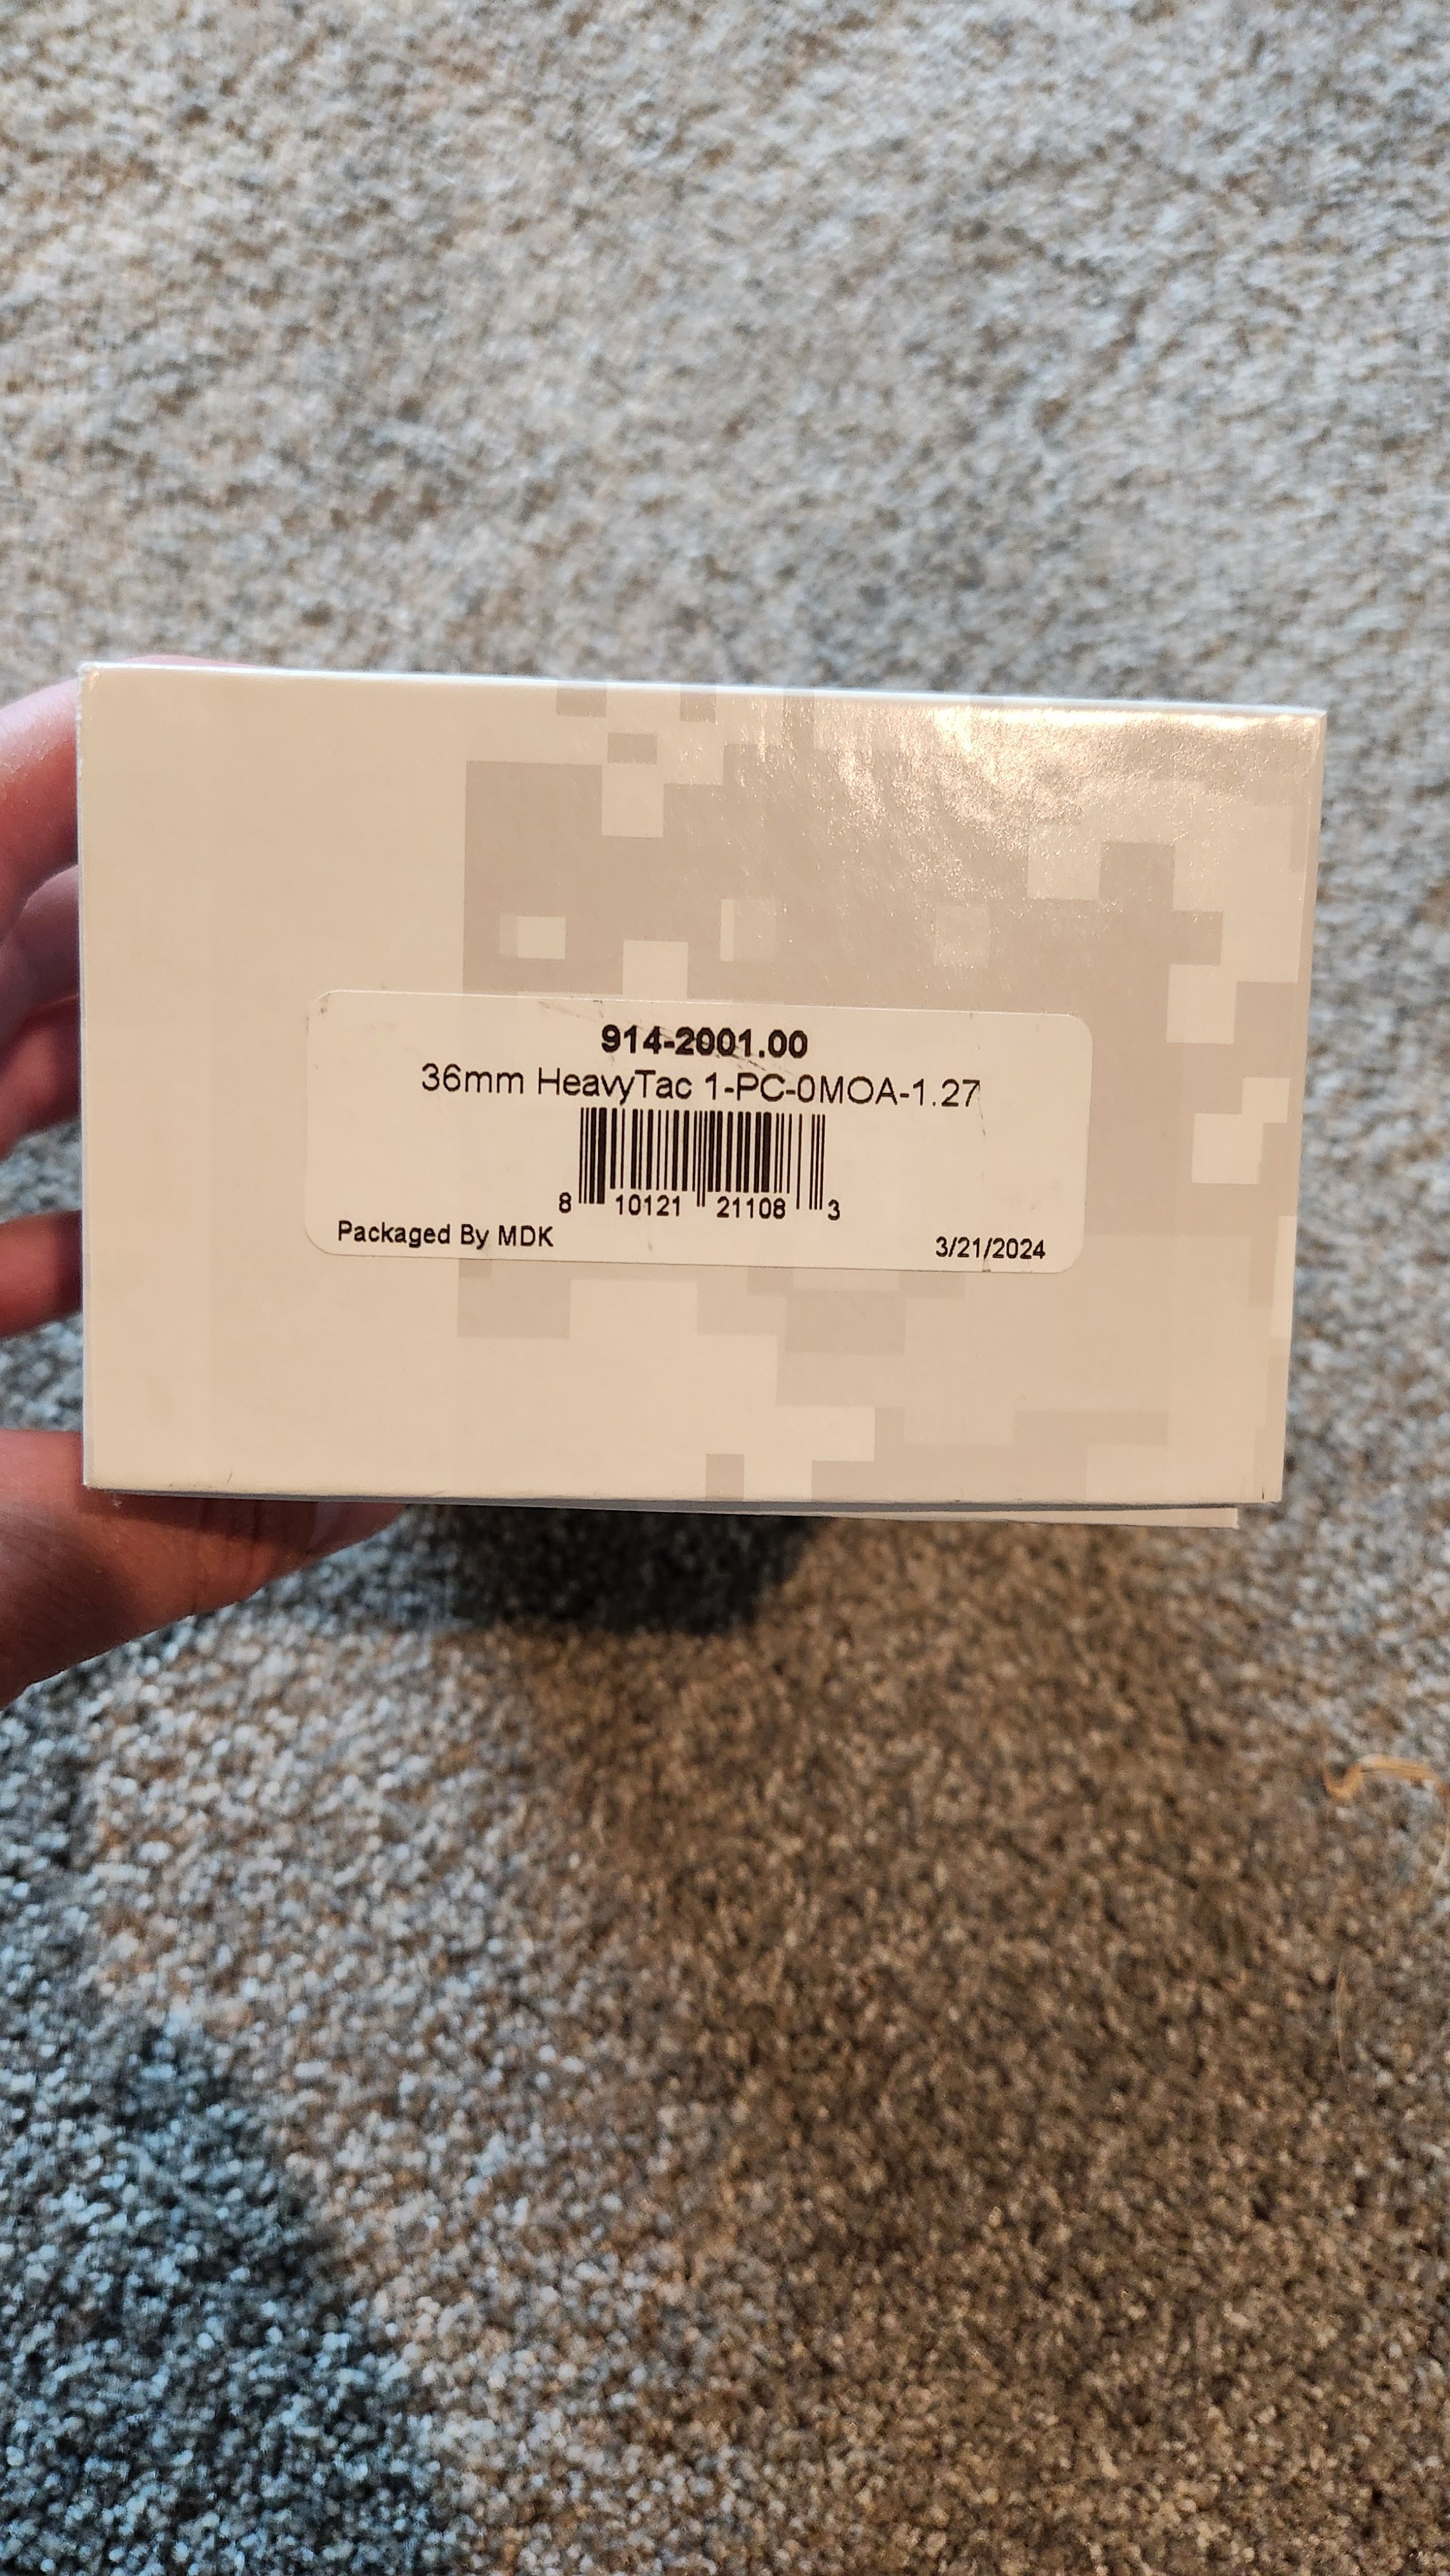 914-2001.00
36mm HeavyTac 1-PC-0MOA-1.27
8 10121 21108 3
Packaged By MDK
3/21/2024